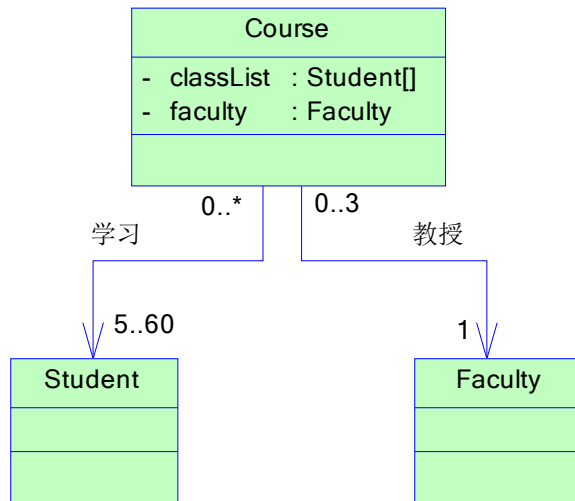 Course
- classList : Student[]
- faculty : Faculty
0..* 0..3
学习 教授
5..60 1
Student Faculty